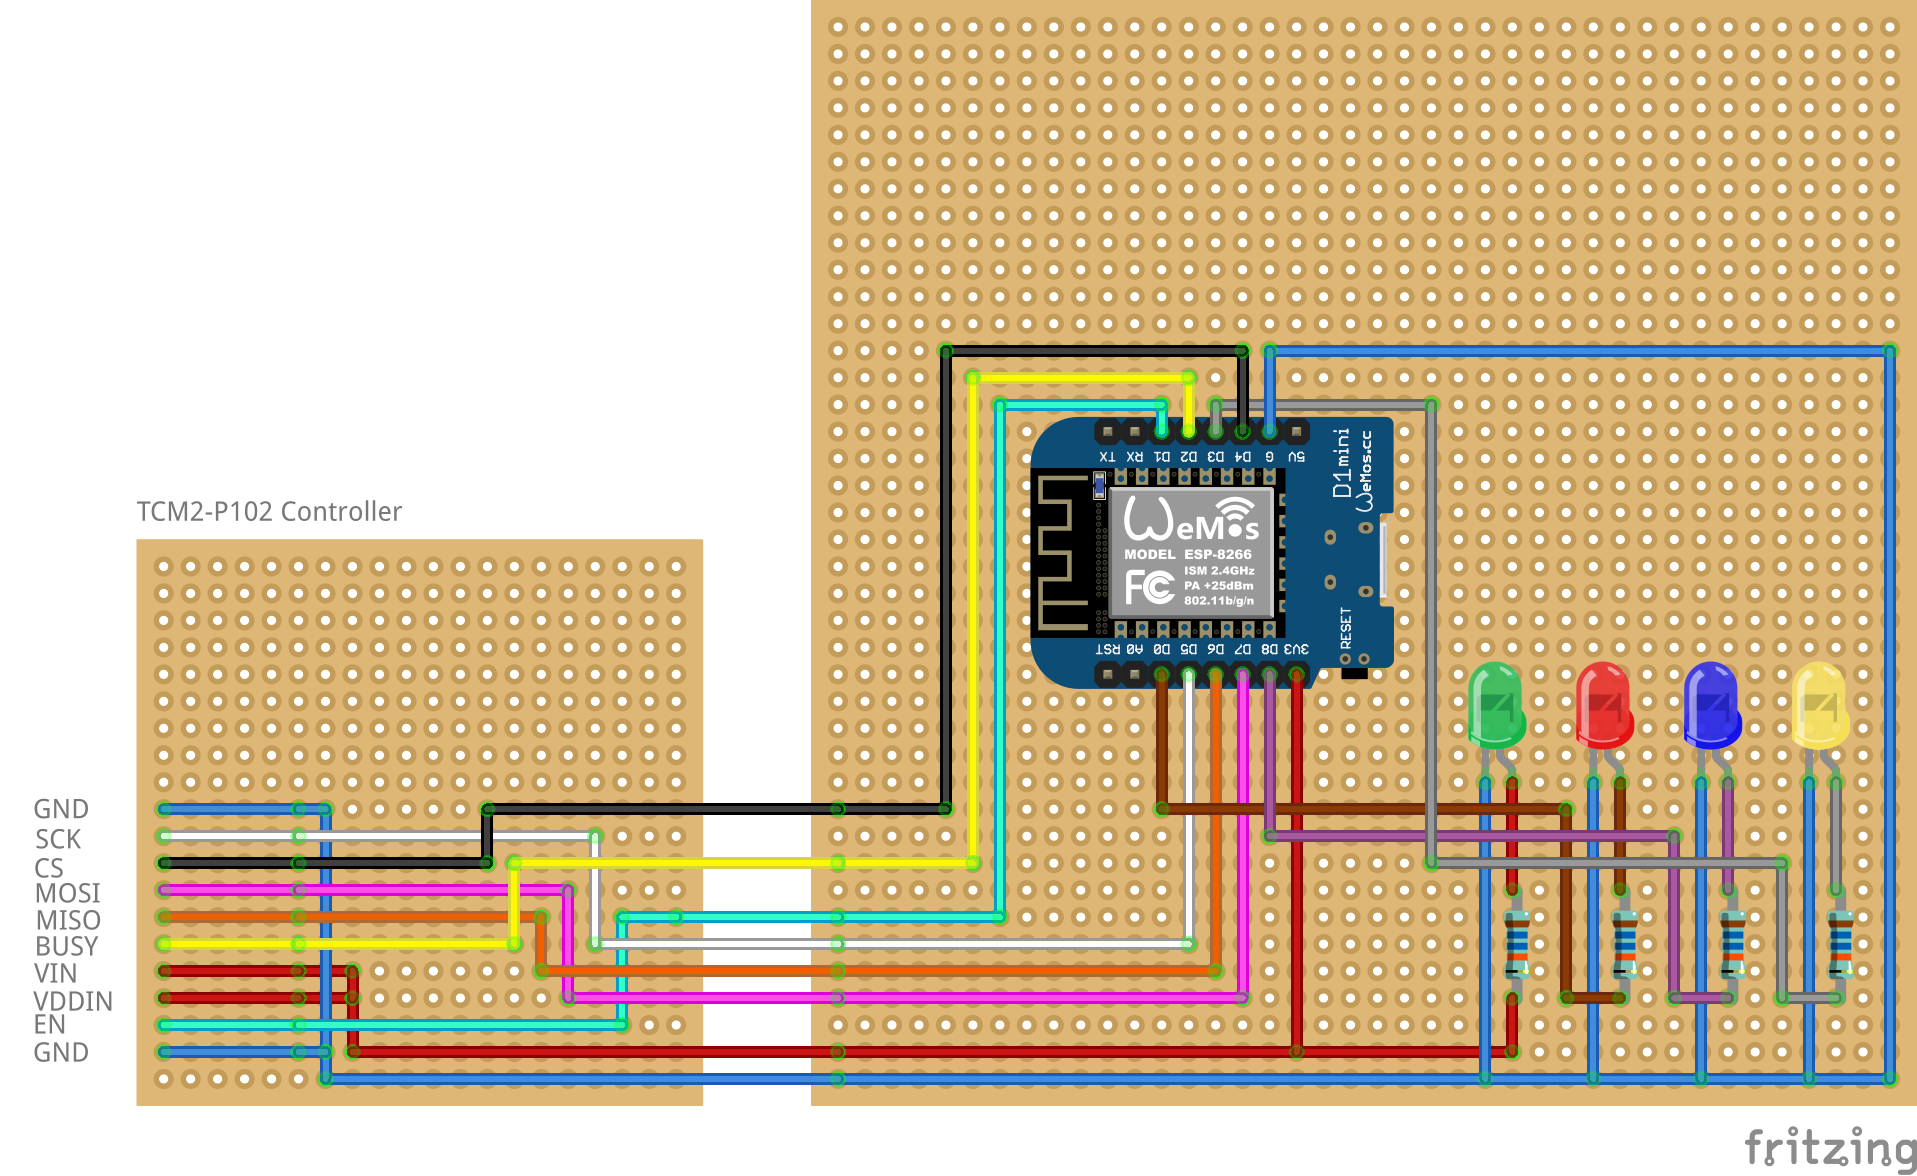 TX RX D1 D2 D3 D4 G 5V
D1mini
WeMos.cc
WeMos
MODEL ESP-8266
ISM 2.4GHz
PA +25dBm
802.11b/g/n
FC
RESET
RST A0 D0 D5 D6 D7 D8 3V3
TCM2-P102 Controller
GND
SCK
CS
MOSI
MISO
BUSY
VIN
VDDIN
EN
GND
fritzing